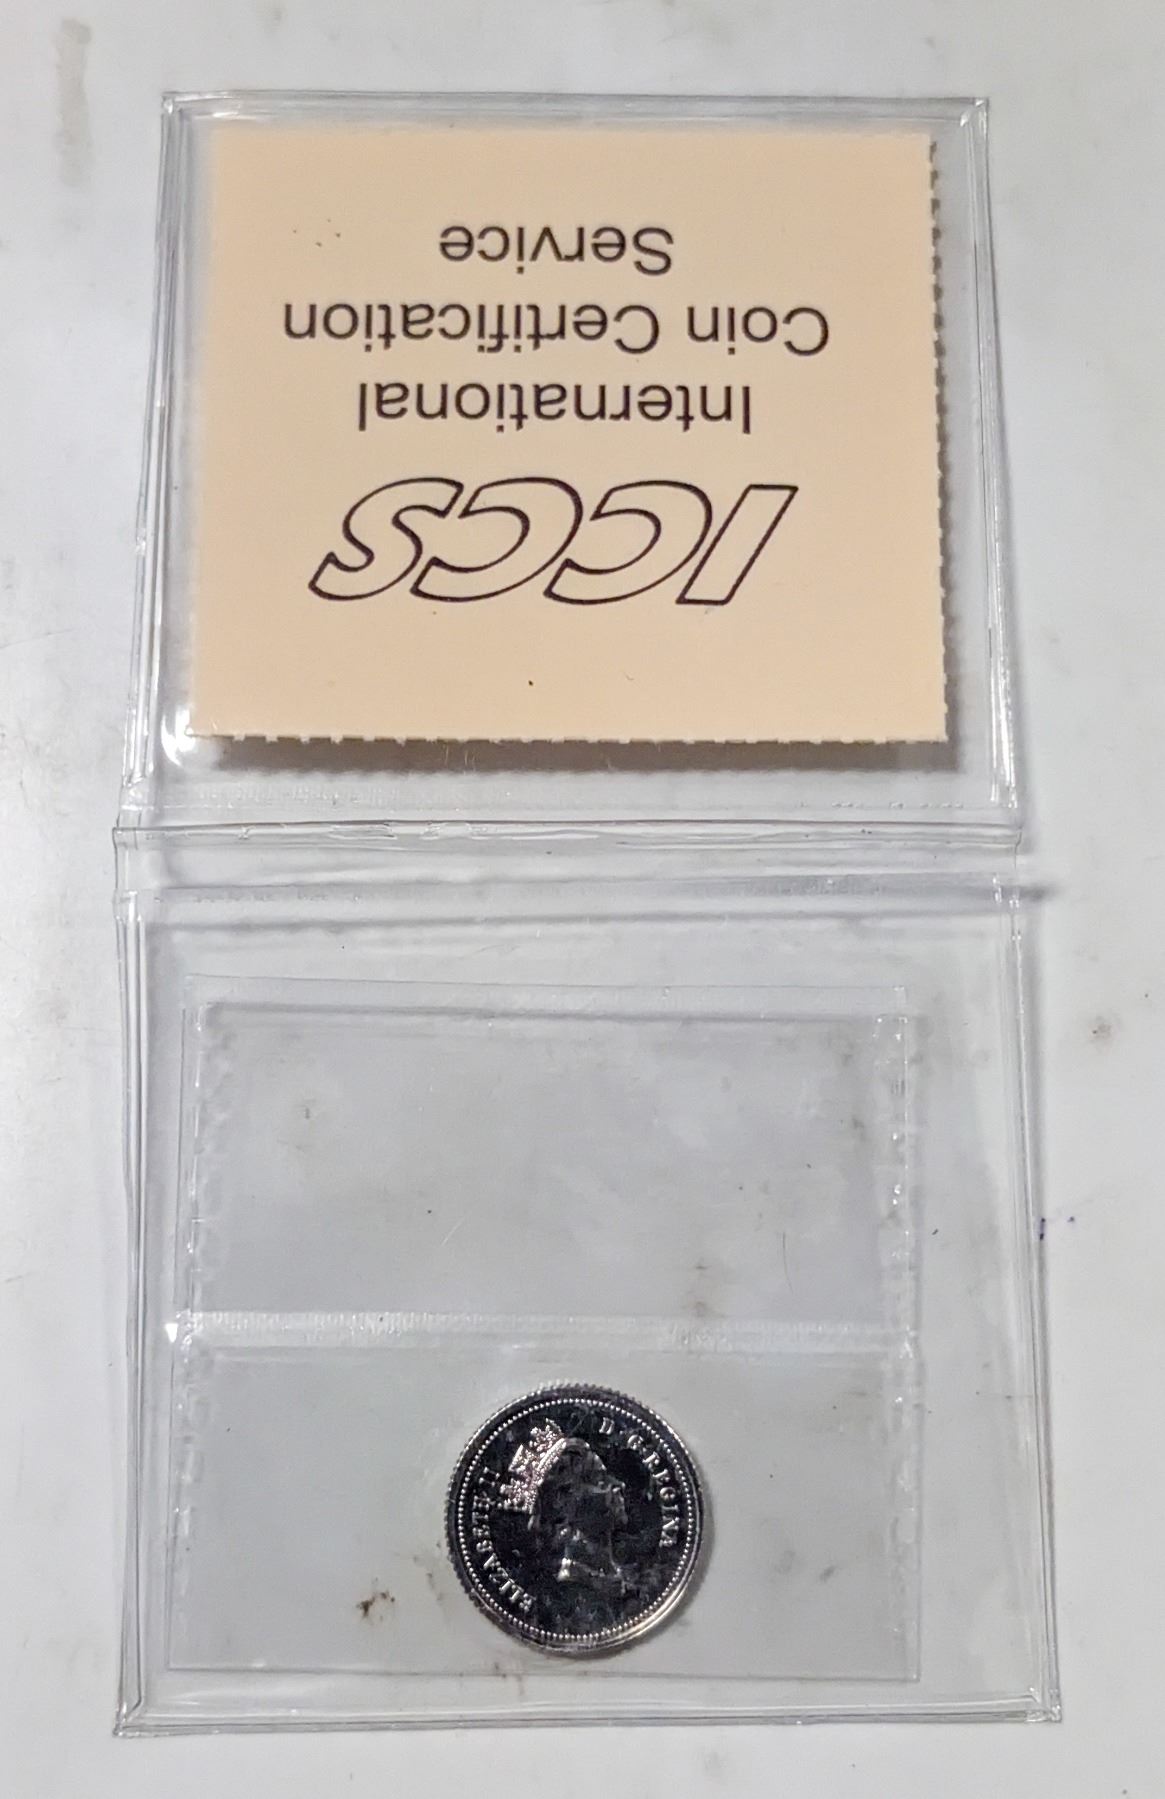 ICCS
International
Coin Certification
Service
ELIZABETH II D·G·REGINA